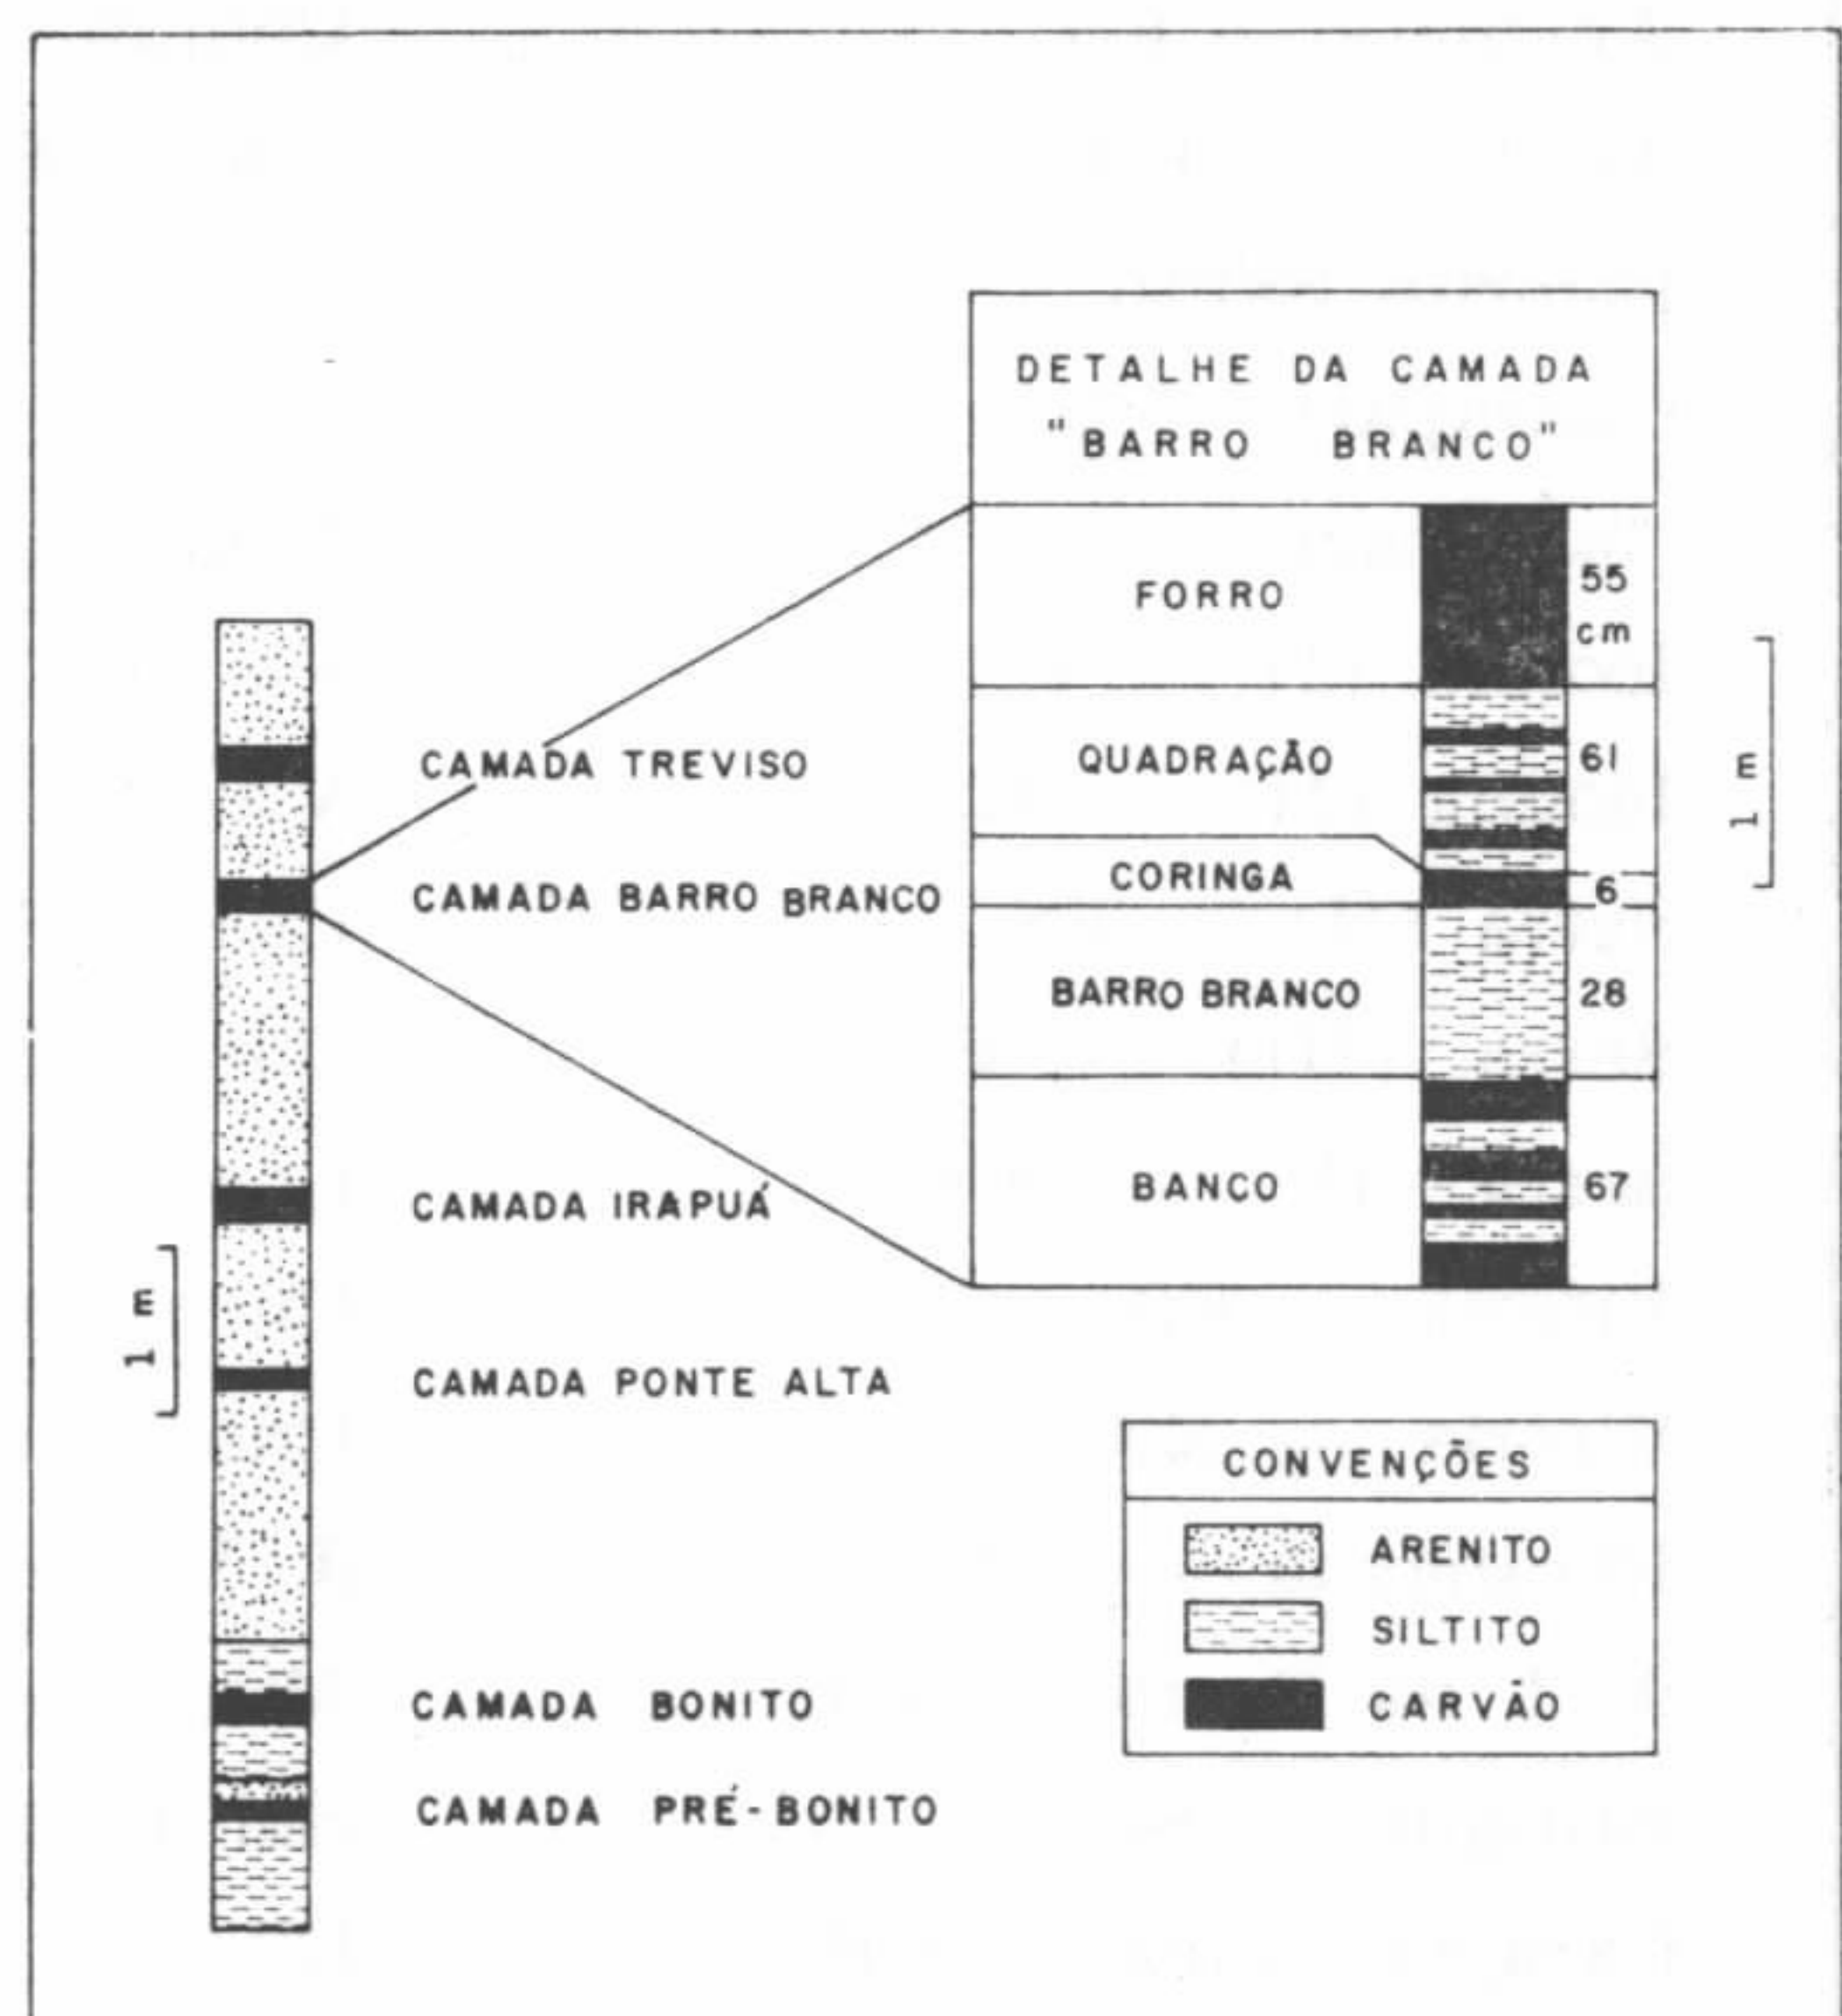 DETALHE DA CAMADA
"BARRO BRANCO"
FORRO
55
cm
QUADRAÇÃO
61
CORINGA
6
BARRO BRANCO
28
BANCO
67
1 m
CAMADA TREVISO
CAMADA BARRO BRANCO
CAMADA IRAPUÁ
CAMADA PONTE ALTA
CAMADA BONITO
CAMADA PRÉ-BONITO
1 m
CONVENÇÕES
ARENITO
SILTITO
CARVÃO